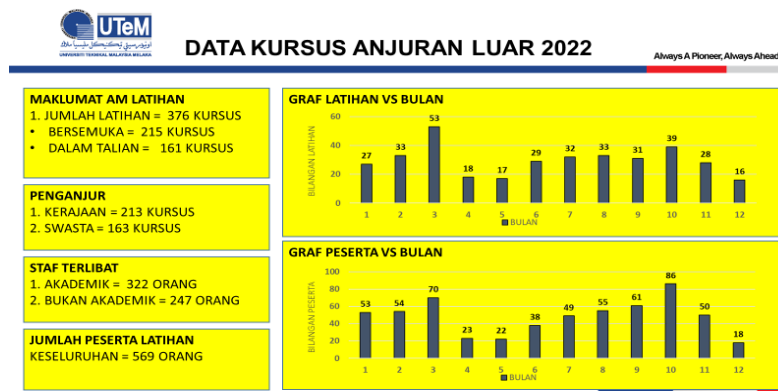 UTeM
اونيۏرسيتي تيكنيكل مليسيا ملاك
UNIVERSITI TEKNIKAL MALAYSIA MELAKA
DATA KURSUS ANJURAN LUAR 2022
Always A Pioneer, Always Ahead
MAKLUMAT AM LATIHAN
1. JUMLAH LATIHAN = 376 KURSUS
• BERSEMUKA = 215 KURSUS
• DALAM TALIAN = 161 KURSUS
PENGANJUR
1. KERAJAAN = 213 KURSUS
2. SWASTA = 163 KURSUS
STAF TERLIBAT
1. AKADEMIK = 322 ORANG
2. BUKAN AKADEMIK = 247 ORANG
JUMLAH PESERTA LATIHAN
KESELURUHAN = 569 ORANG
GRAF LATIHAN VS BULAN
BILANGAN LATIHAN
60
40
20
0
27 33 53 18 17 29 32 33 31 39 28 16
1 2 3 4 5 6 7 8 9 10 11 12
BULAN
GRAF PESERTA VS BULAN
BILANGAN PESERTA
100
80
60
40
20
0
53 54 70 23 22 38 49 55 61 86 50 18
1 2 3 4 5 6 7 8 9 10 11 12
BULAN